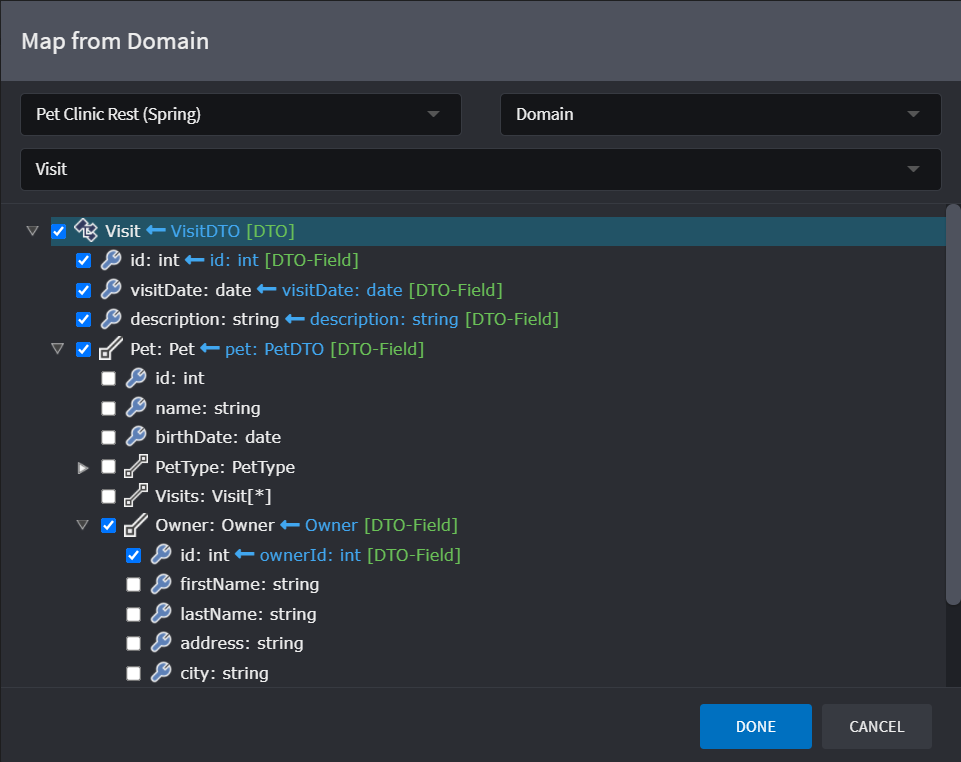 Map from Domain
Pet Clinic Rest (Spring) Domain
Visit
Visit VisitDTO [DTO]
id: int id: int [DTO-Field]
visitDate: date visitDate: date [DTO-Field]
description: string description: string [DTO-Field]
Pet: Pet pet: PetDTO [DTO-Field]
id: int
name: string
birthDate: date
PetType: PetType
Visits: Visit[*]
Owner: Owner Owner [DTO-Field]
id: int ownerId: int [DTO-Field]
firstName: string
lastName: string
address: string
city: string
DONE CANCEL